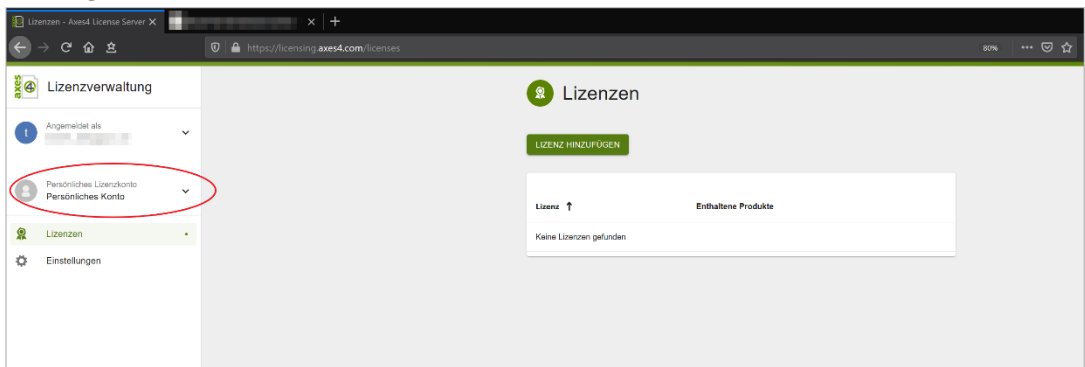 Lizenzen - Axes4 License Server
https://licensing.axes4.com/licenses
80%
axes4
Lizenzverwaltung
t
Angemeldet als
Persönliches Lizenzkonto
Persönliches Konto
Lizenzen
Einstellungen
Lizenzen
LIZENZ HINZUFÜGEN
Lizenz ↑ Enthaltene Produkte
Keine Lizenzen gefunden